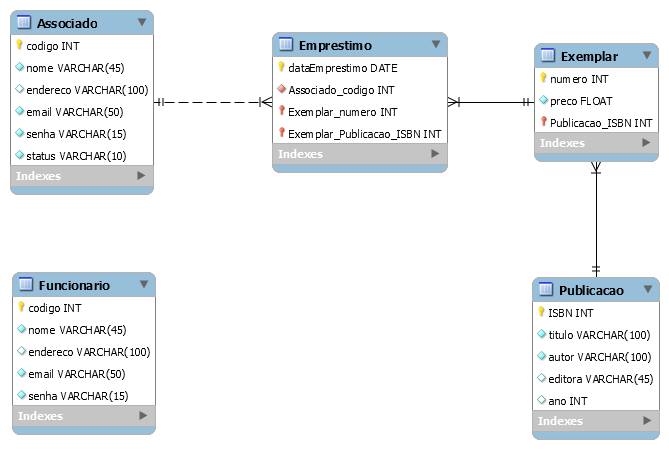 Associado
codigo INT
nome VARCHAR(45)
endereco VARCHAR(100)
email VARCHAR(50)
senha VARCHAR(15)
status VARCHAR(10)
Indexes
Emprestimo
dataEmprestimo DATE
Associado_codigo INT
Exemplar_numero INT
Exemplar_Publicacao_ISBN INT
Indexes
Exemplar
numero INT
preco FLOAT
Publicacao_ISBN INT
Indexes
Funcionario
codigo INT
nome VARCHAR(45)
endereco VARCHAR(100)
email VARCHAR(50)
senha VARCHAR(15)
Indexes
Publicacao
ISBN INT
titulo VARCHAR(100)
autor VARCHAR(100)
editora VARCHAR(45)
ano INT
Indexes